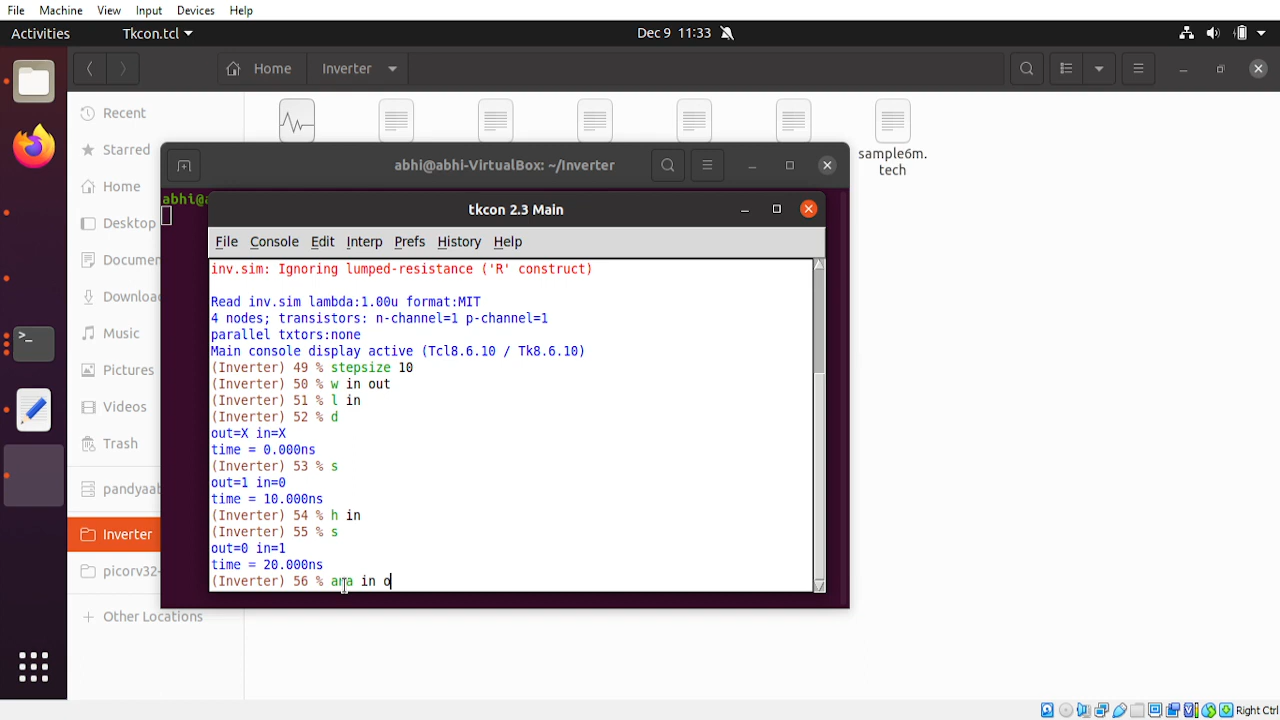 File Machine View Input Devices Help
Activities Tkcon.tcl Dec 9 11:33
Home Inverter
Recent
Starred
Home
Desktop
Documen
Downloa
Music
Pictures
Videos
Trash
pandyaab
Inverter
picorv32-
+ Other Locations
sample6m.
tech
abhi@abhi-VirtualBox: ~/Inverter
abhi@a
tkcon 2.3 Main
File Console Edit Interp Prefs History Help
inv.sim: Ignoring lumped-resistance ('R' construct)
Read inv.sim lambda:1.00u format:MIT
4 nodes; transistors: n-channel=1 p-channel=1
parallel txtors:none
Main console display active (Tcl8.6.10 / Tk8.6.10)
(Inverter) 49 % stepsize 10
(Inverter) 50 % w in out
(Inverter) 51 % l in
(Inverter) 52 % d
out=X in=X
time = 0.000ns
(Inverter) 53 % s
out=1 in=0
time = 10.000ns
(Inverter) 54 % h in
(Inverter) 55 % s
out=0 in=1
time = 20.000ns
(Inverter) 56 % ana in o
Right Ctrl